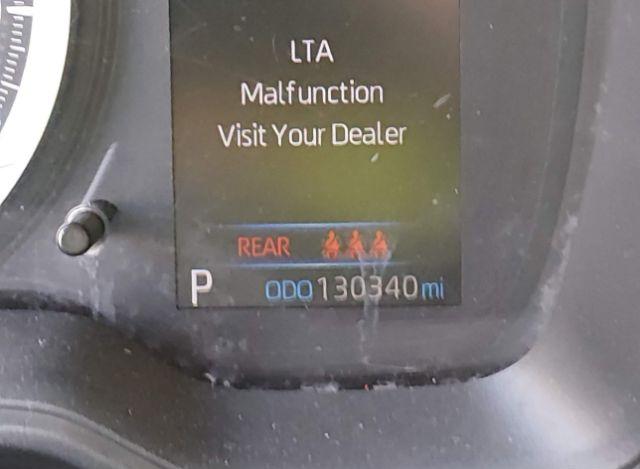 LTA
Malfunction
Visit Your Dealer
REAR
P ODO 130340 mi